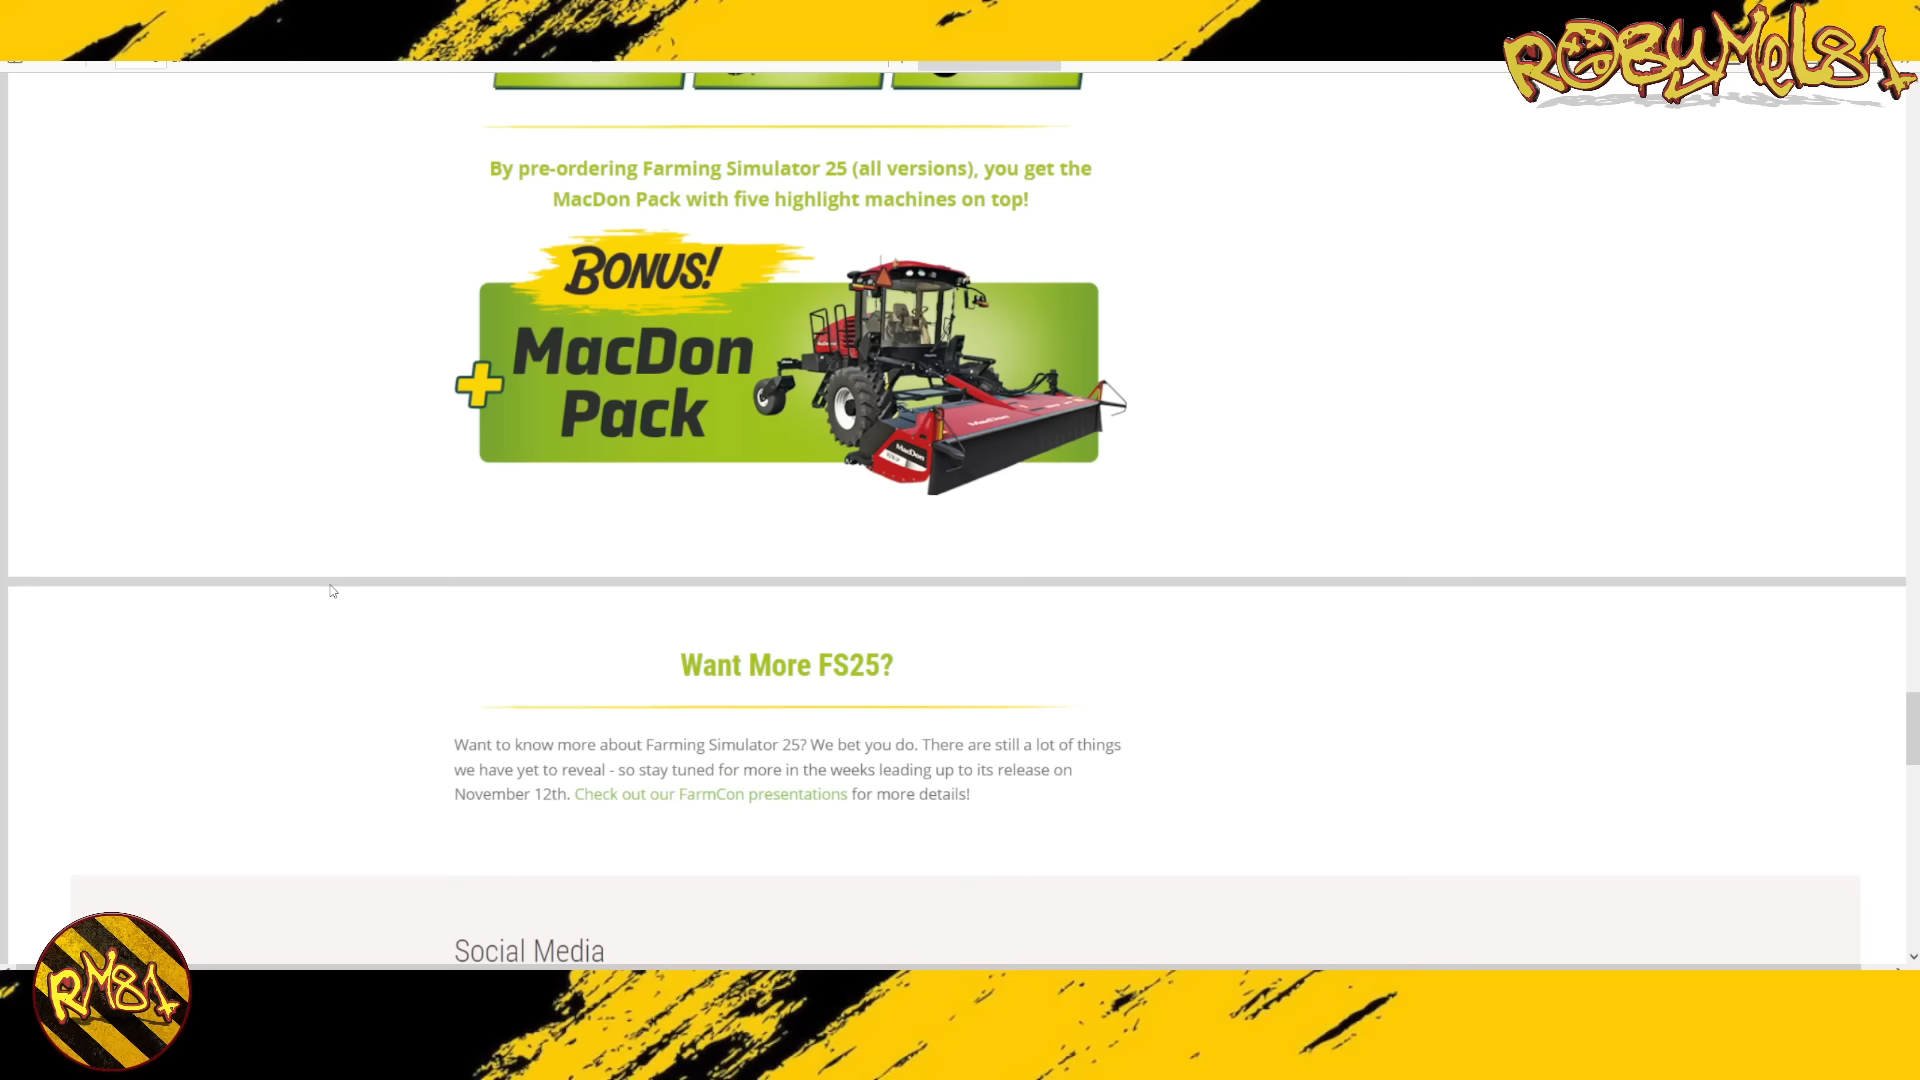 RobyMel81
By pre-ordering Farming Simulator 25 (all versions), you get the
MacDon Pack with five highlight machines on top!
BONUS!
MacDon
Pack
MacDon
MacDon
Want More FS25?
Want to know more about Farming Simulator 25? We bet you do. There are still a lot of things
we have yet to reveal - so stay tuned for more in the weeks leading up to its release on
November 12th. Check out our FarmCon presentations for more details!
Social Media
RM81